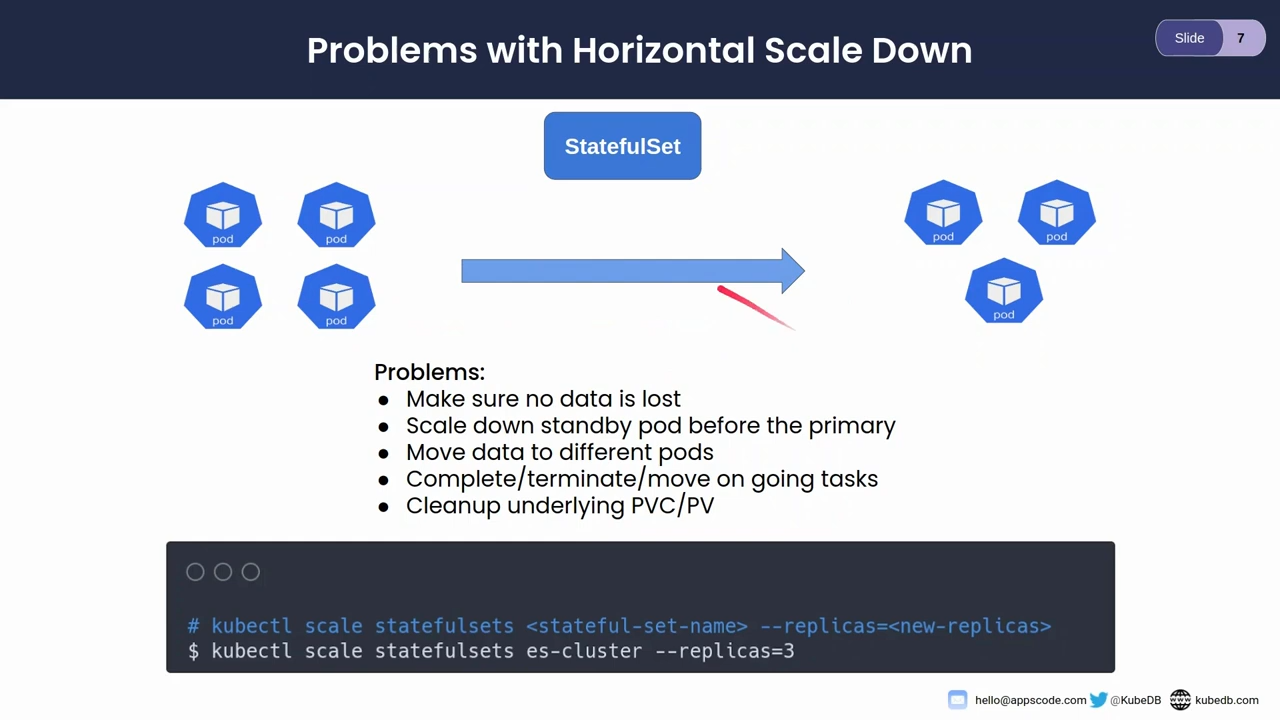 Problems with Horizontal Scale Down
Slide 7
StatefulSet
pod pod
pod pod
pod pod
pod
Problems:
● Make sure no data is lost
● Scale down standby pod before the primary
● Move data to different pods
● Complete/terminate/move on going tasks
● Cleanup underlying PVC/PV
# kubectl scale statefulsets <stateful-set-name> --replicas=<new-replicas>
$ kubectl scale statefulsets es-cluster --replicas=3
hello@appscode.com @KubeDB www kubedb.com